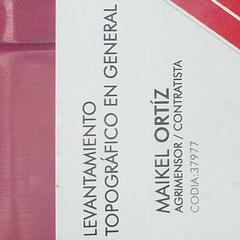 LEVANTAMIENTO
TOPOGRÁFICO EN GENERAL
MAIKEL ORTÍZ
AGRIMENSOR / CONTRATISTA
CODIA:37977